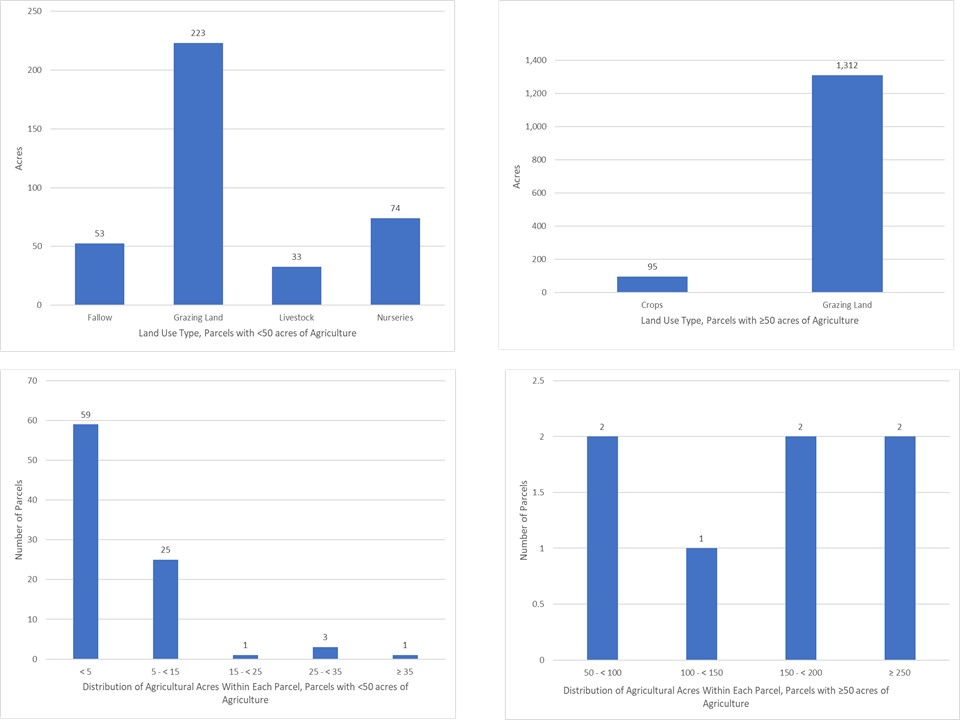 250
200
150
100
50
0
Acres
223
53
33
74
Fallow
Grazing Land
Livestock
Nurseries
Land Use Type, Parcels with <50 acres of Agriculture
1,400
1,200
1,000
800
600
400
200
0
Acres
95
1,312
Crops
Grazing Land
Land Use Type, Parcels with ≥50 acres of Agriculture
70
60
50
40
30
20
10
0
Number of Parcels
59
25
1
3
1
< 5
5 - < 15
15 - < 25
25 - < 35
≥ 35
Distribution of Agricultural Acres Within Each Parcel, Parcels with <50 acres of
Agriculture
2.5
2
1.5
1
0.5
0
Number of Parcels
2
1
2
2
50 - < 100
100 - < 150
150 - < 200
≥ 250
Distribution of Agricultural Acres Within Each Parcel, Parcels with ≥50 acres of
Agriculture